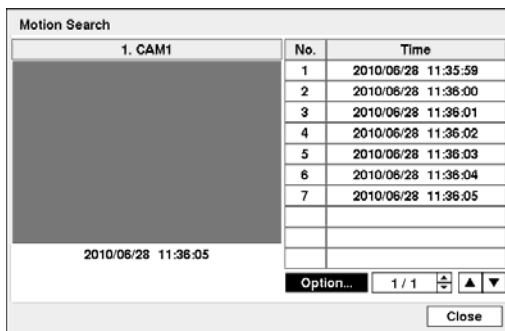 Motion Search
1. CAM1
No. Time
1 2010/06/28 11:35:59
2 2010/06/28 11:36:00
3 2010/06/28 11:36:01
4 2010/06/28 11:36:02
5 2010/06/28 11:36:03
6 2010/06/28 11:36:04
7 2010/06/28 11:36:05
2010/06/28 11:36:05
Option... 1 / 1
Close